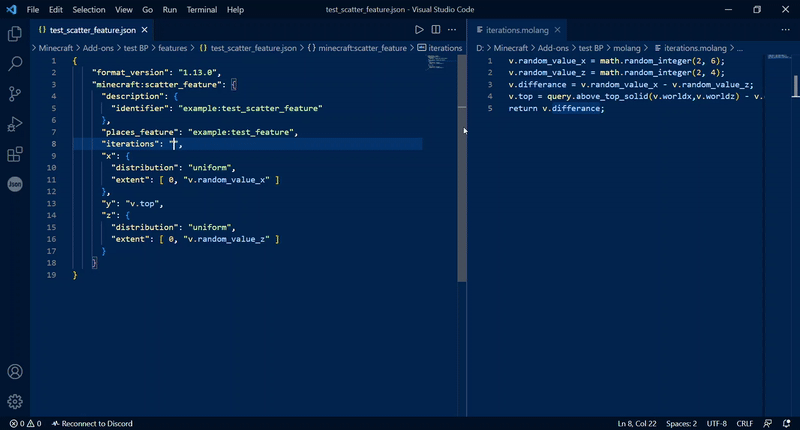 File Edit Selection View Go Run Terminal Help
test_scatter_feature.json - Visual Studio Code
test_scatter_feature.json
Minecraft > Add-ons > test BP > features > test_scatter_feature.json > minecraft:scatter_feature > iterations
1 {
2 "format_version": "1.13.0",
3 "minecraft:scatter_feature": {
4 "description": {
5 "identifier": "example:test_scatter_feature"
6 },
7 "places_feature": "example:test_feature",
8 "iterations": "",
9 "x": {
10 "distribution": "uniform",
11 "extent": [ 0, "v.random_value_x" ]
12 },
13 "y": "v.top",
14 "z": {
15 "distribution": "uniform",
16 "extent": [ 0, "v.random_value_z" ]
17 }
18 }
19 }
iterations.molang
D: > Minecraft > Add-ons > test BP > molang > iterations.molang > ...
1 v.random_value_x = math.random_integer(2, 6);
2 v.random_value_z = math.random_integer(2, 4);
3 v.differance = v.random_value_x - v.random_value_z;
4 v.top = query.above_top_solid(v.worldx,v.worldz) - v.
5 return v.differance;
Json
0 0 Reconnect to Discord
Ln 8, Col 22 Spaces: 2 UTF-8 CRLF